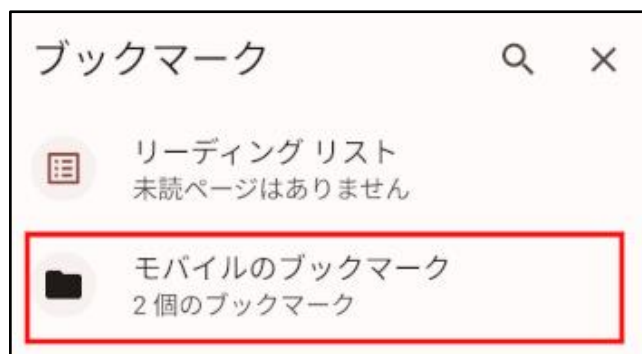 ブックマーク
リーディング リスト
未読ページはありません
モバイルのブックマーク
2 個のブックマーク